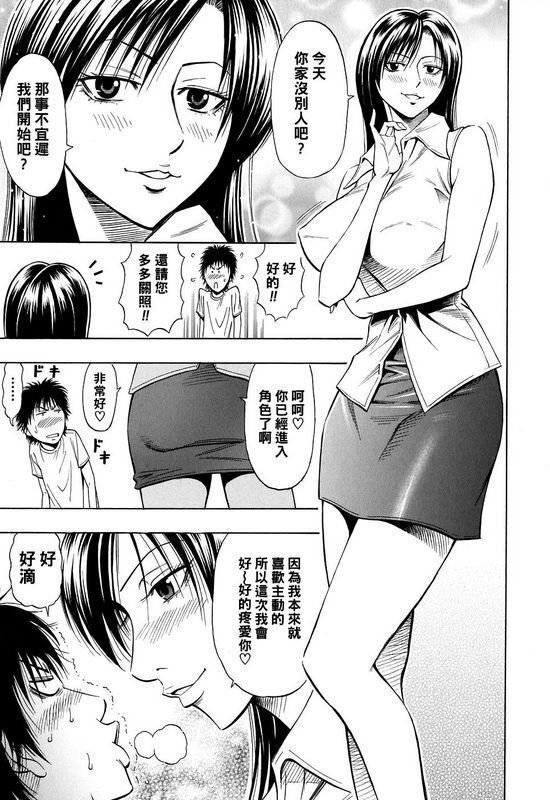 今天
你家沒別人吧？
那事不宜遲
我們開始吧？
好
好的!!
還請您
多多關照!!
呵呵♡
你已經進入
角色了啊
非常好♡
ドキ
ドキ
……
因為我本來就
喜歡主動的
所以這次我會
好~好的疼愛你♡
好
好滴